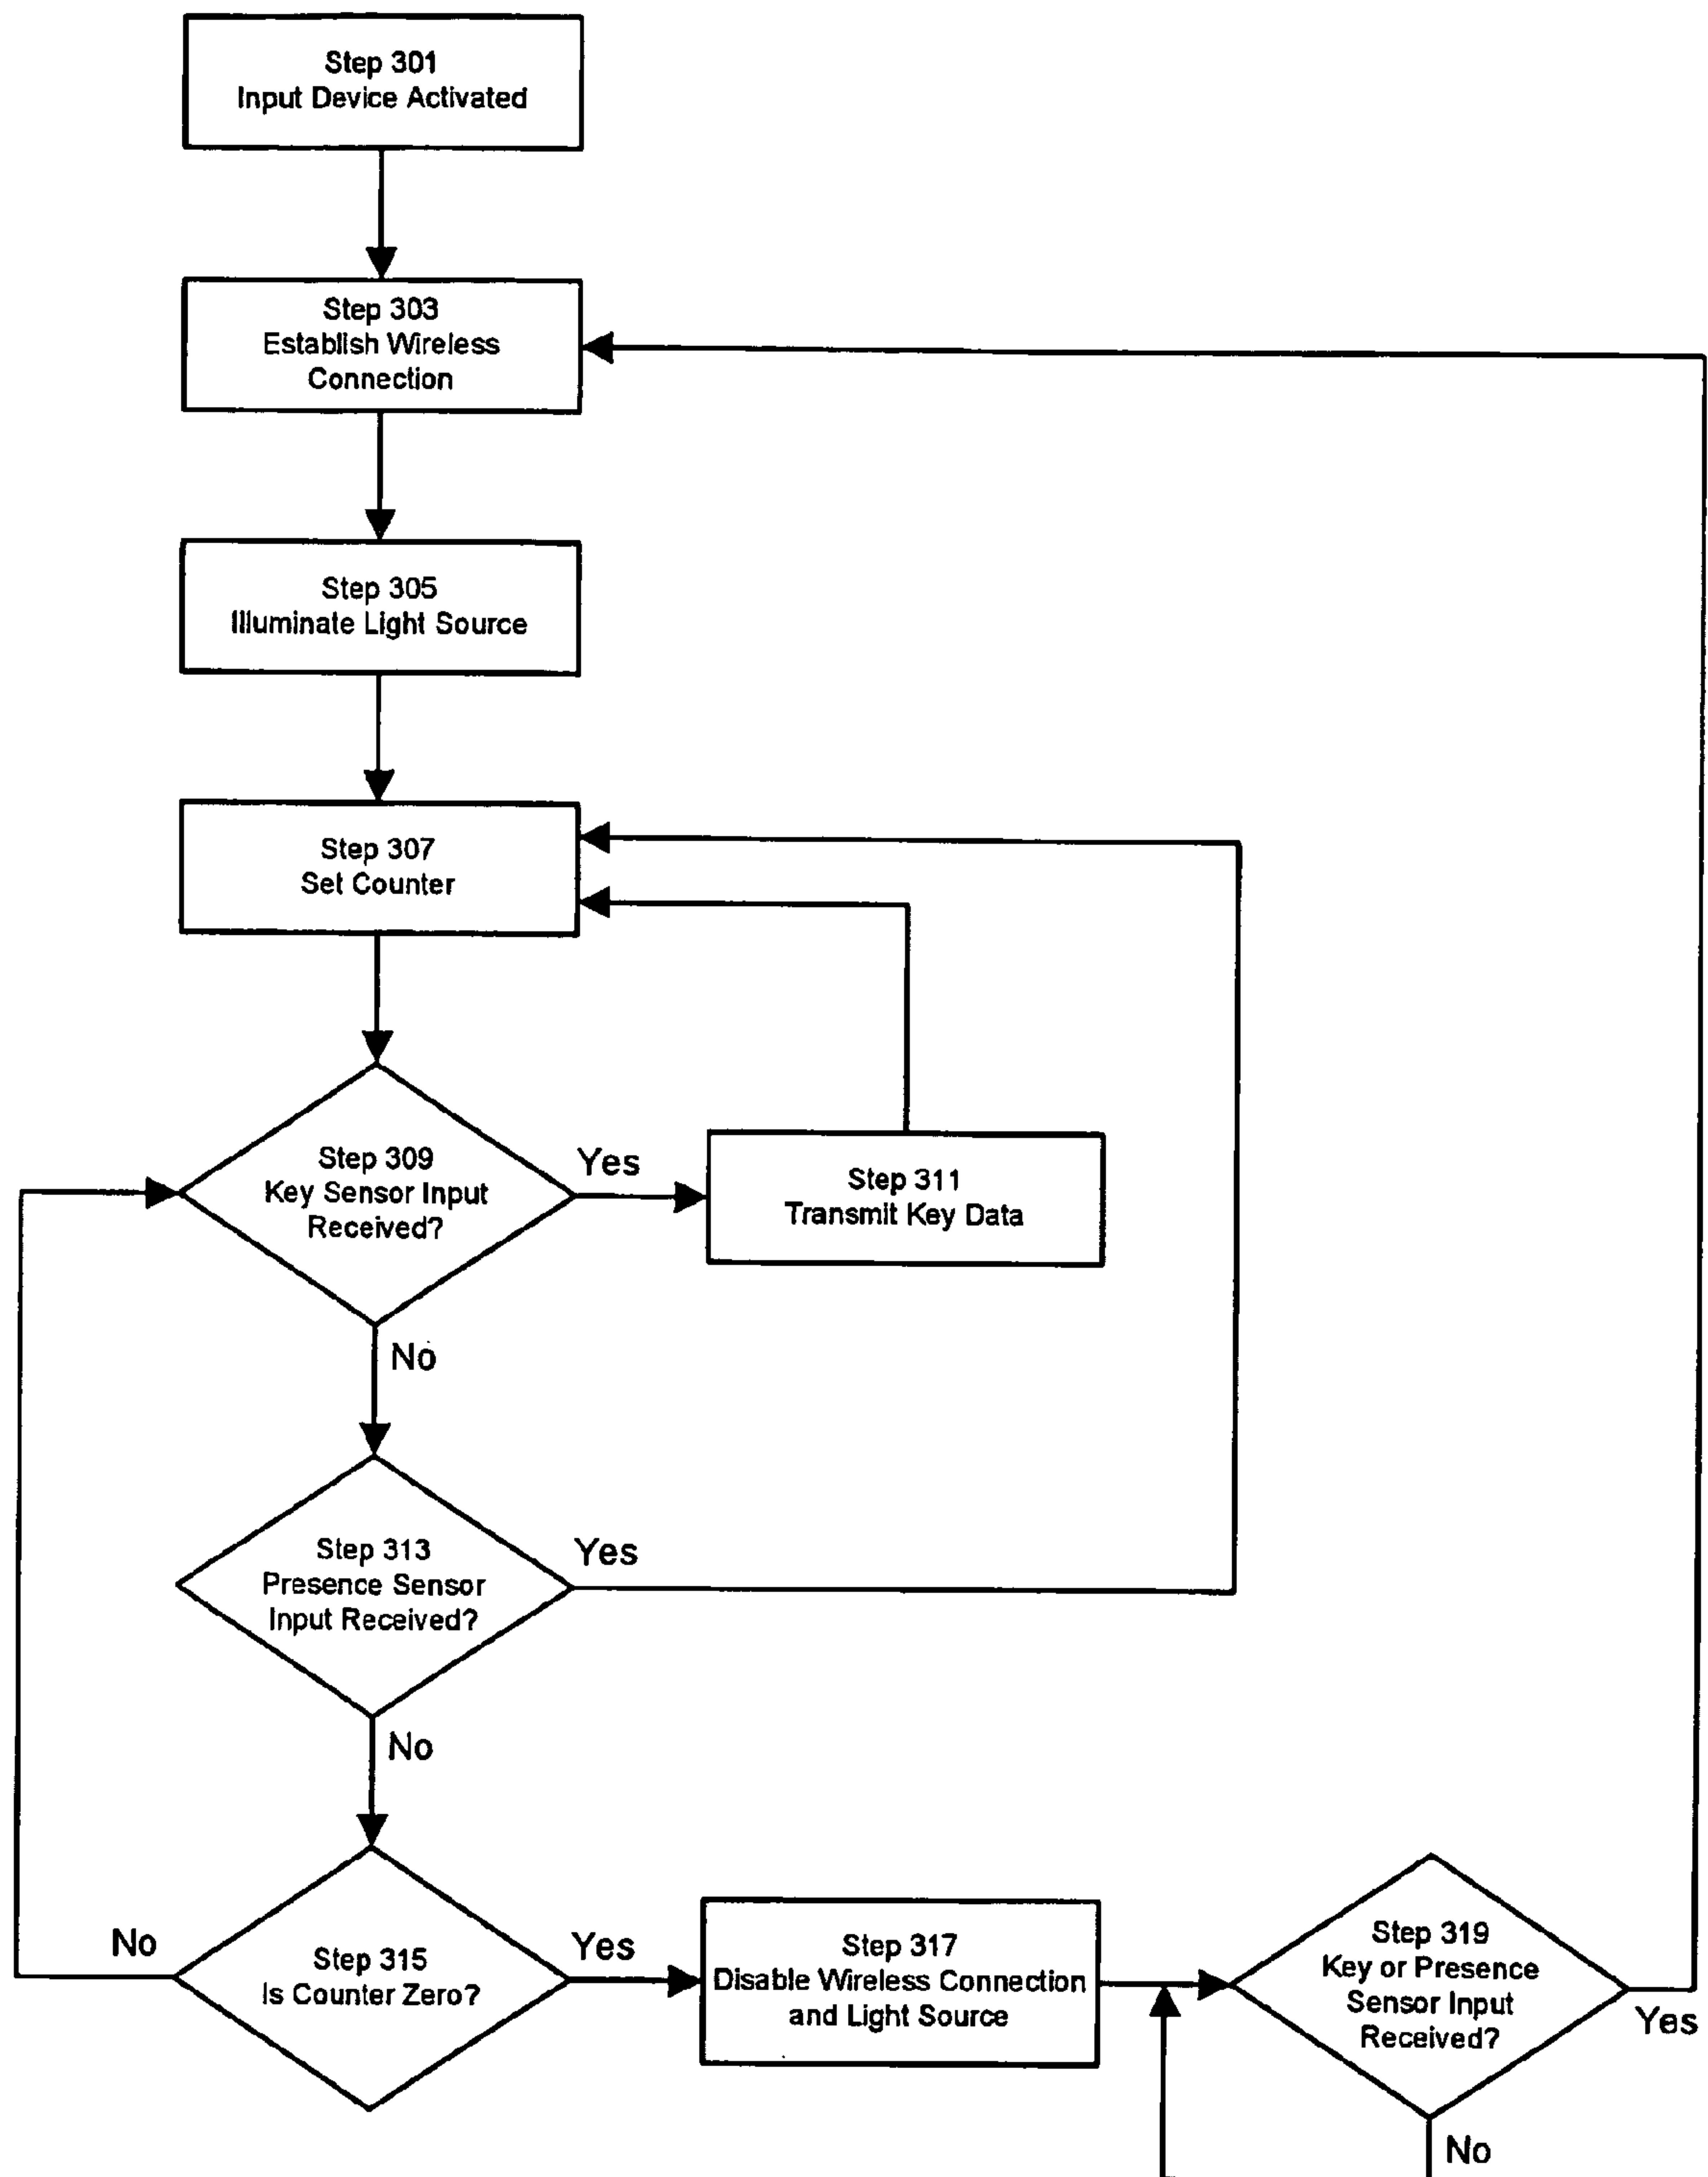 Step 301
Input Device Activated
Step 303
Establish Wireless
Connection
Step 305
Illuminate Light Source
Step 307
Set Counter
Step 309
Key Sensor Input
Received?
Yes
Step 311
Transmit Key Data
No
Step 313
Presence Sensor
Input Received?
Yes
No
Step 315
Is Counter Zero?
No
Yes
Step 317
Disable Wireless Connection
and Light Source
Step 319
Key or Presence
Sensor Input
Received?
Yes
No